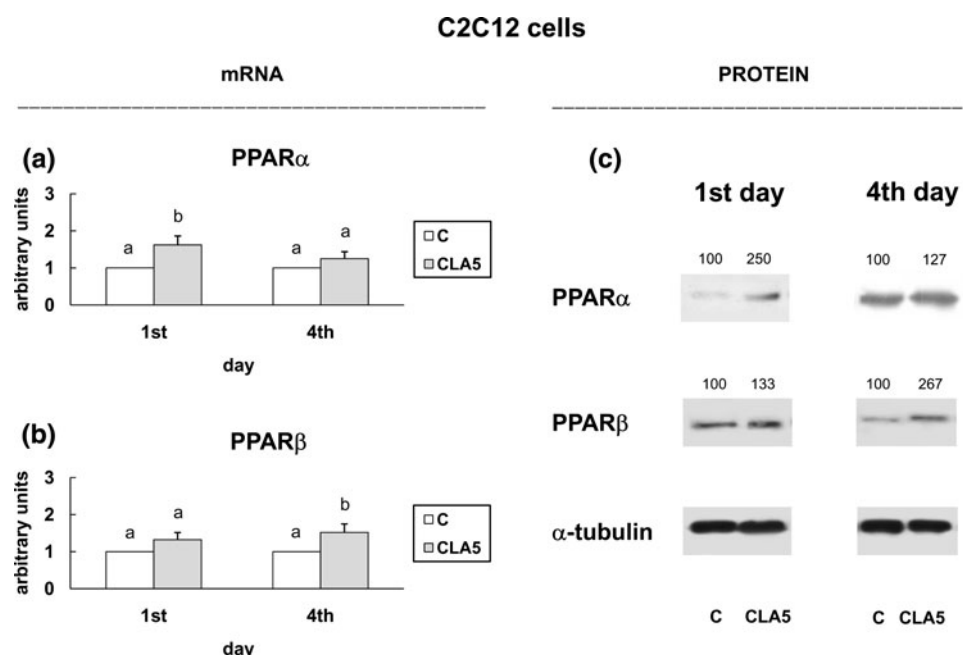 C2C12 cells
mRNA
PROTEIN
(a)
PPARα
arbitrary units
3
2
1
0
a
b
a
a
C
CLA5
1st
4th
day
(b)
PPARβ
arbitrary units
3
2
1
0
a
a
a
b
C
CLA5
1st
4th
day
(c)
1st day
4th day
100
250
100
127
PPARα
100
133
100
267
PPARβ
α-tubulin
C
CLA5
C
CLA5